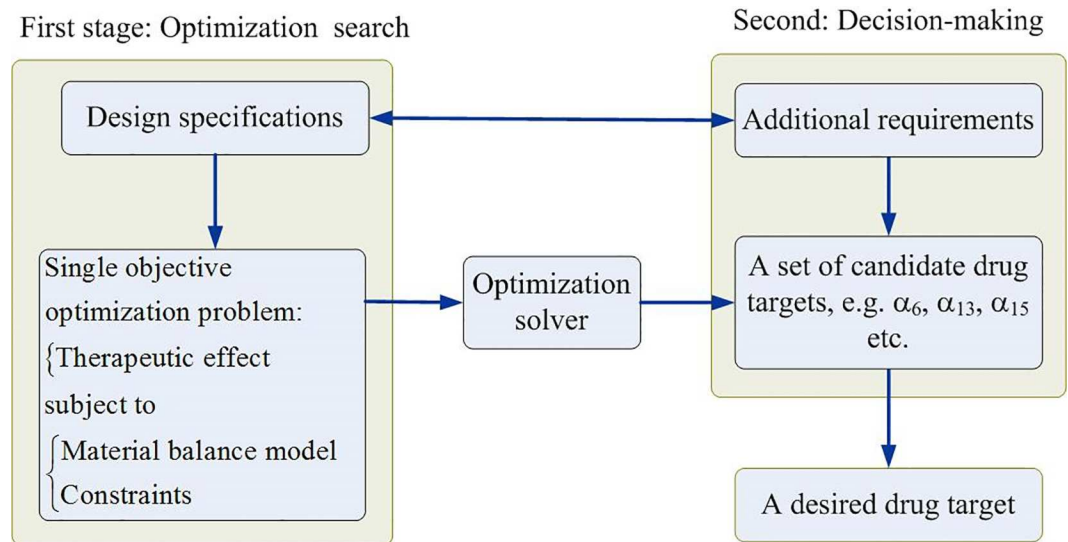 First stage: Optimization search
Second: Decision-making
Design specifications
Additional requirements
Single objective
optimization problem:
{Therapeutic effect
subject to
{Material balance model
Constraints
Optimization
solver
A set of candidate drug
targets, e.g. α₆, α₁₃, α₁₅
etc.
A desired drug target